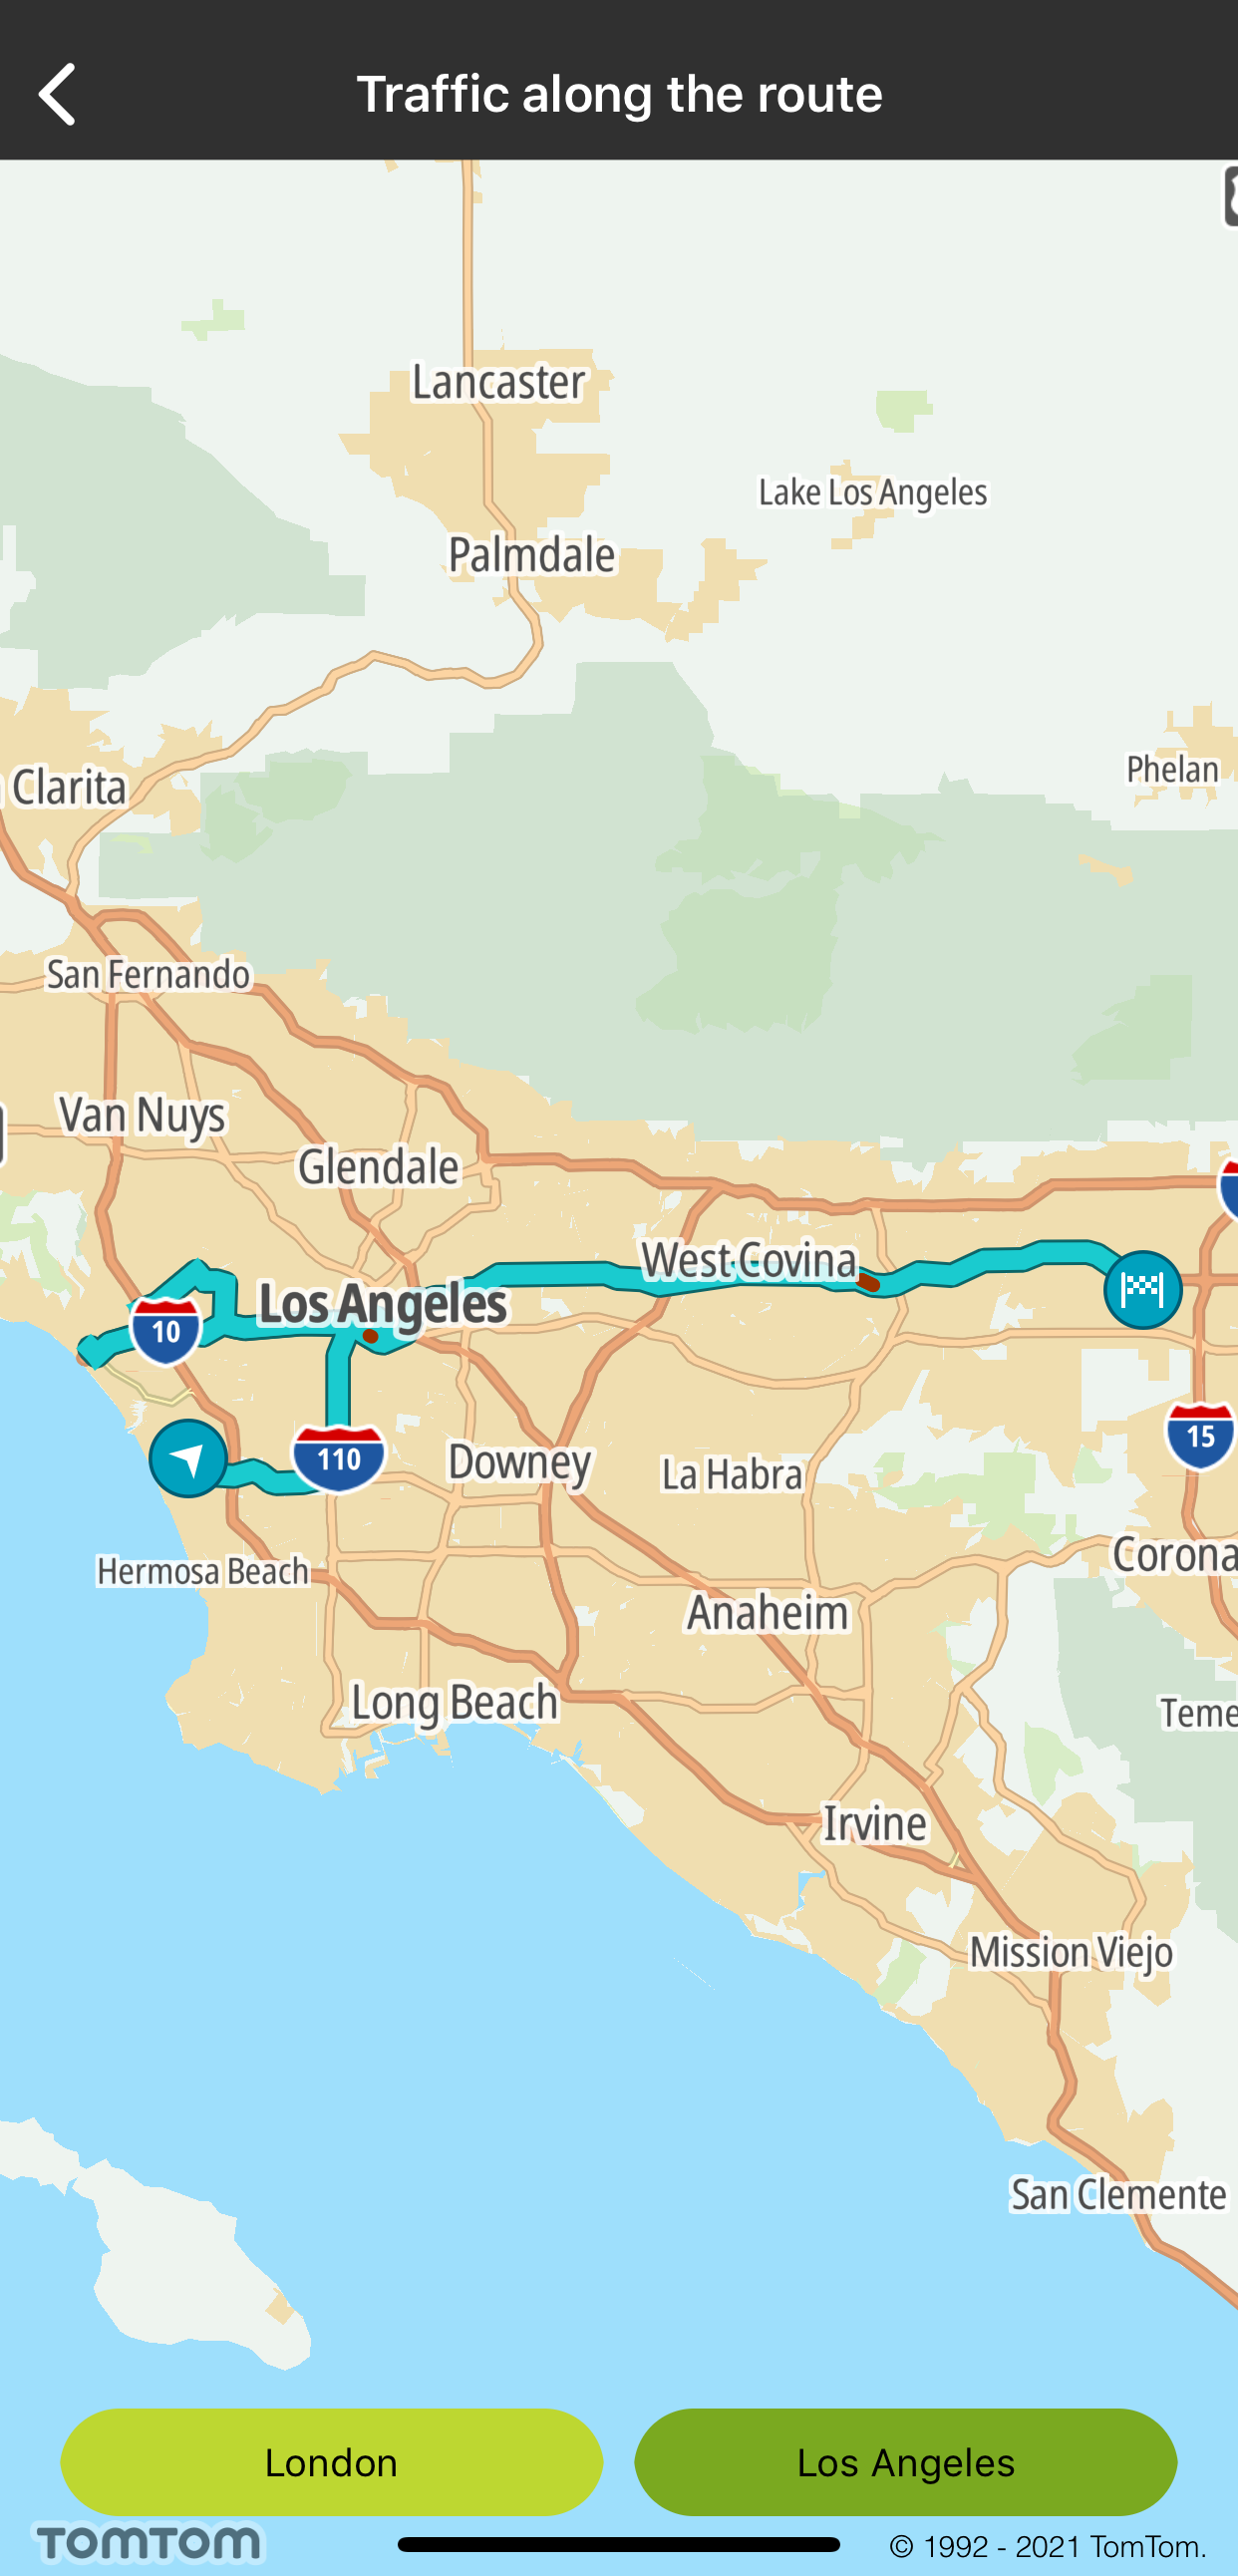 Traffic along the route
Lancaster
Lake Los Angeles
Palmdale
Phelan
Clarita
San Fernando
Van Nuys
Glendale
West Covina
Los Angeles
10
110
15
Downey
La Habra
Corona
Hermosa Beach
Anaheim
Long Beach
Teme
Irvine
Mission Viejo
San Clemente
London
Los Angeles
TOMTOM
© 1992 - 2021 TomTom.